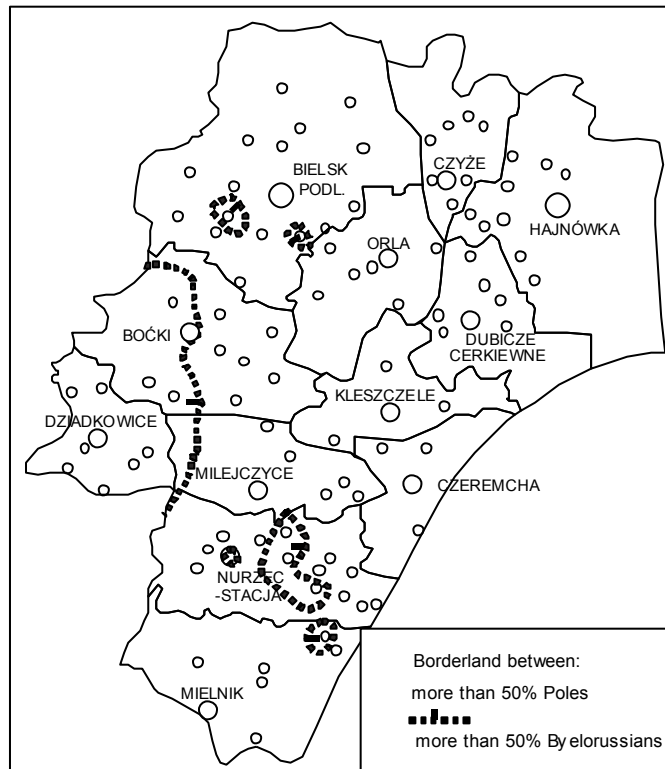 BIELSK
PODL.
CZYŻE
HAJNÓWKA
ORLA
BOĆKI
DUBICZE
CERKIEWNE
KLESZCZELE
DZIADKOWICE
MILEJCZYCE
CZEREMCHA
NURZEC
-STACJA
MIELNIK
Borderland between:
more than 50% Poles
more than 50% Byelorussians